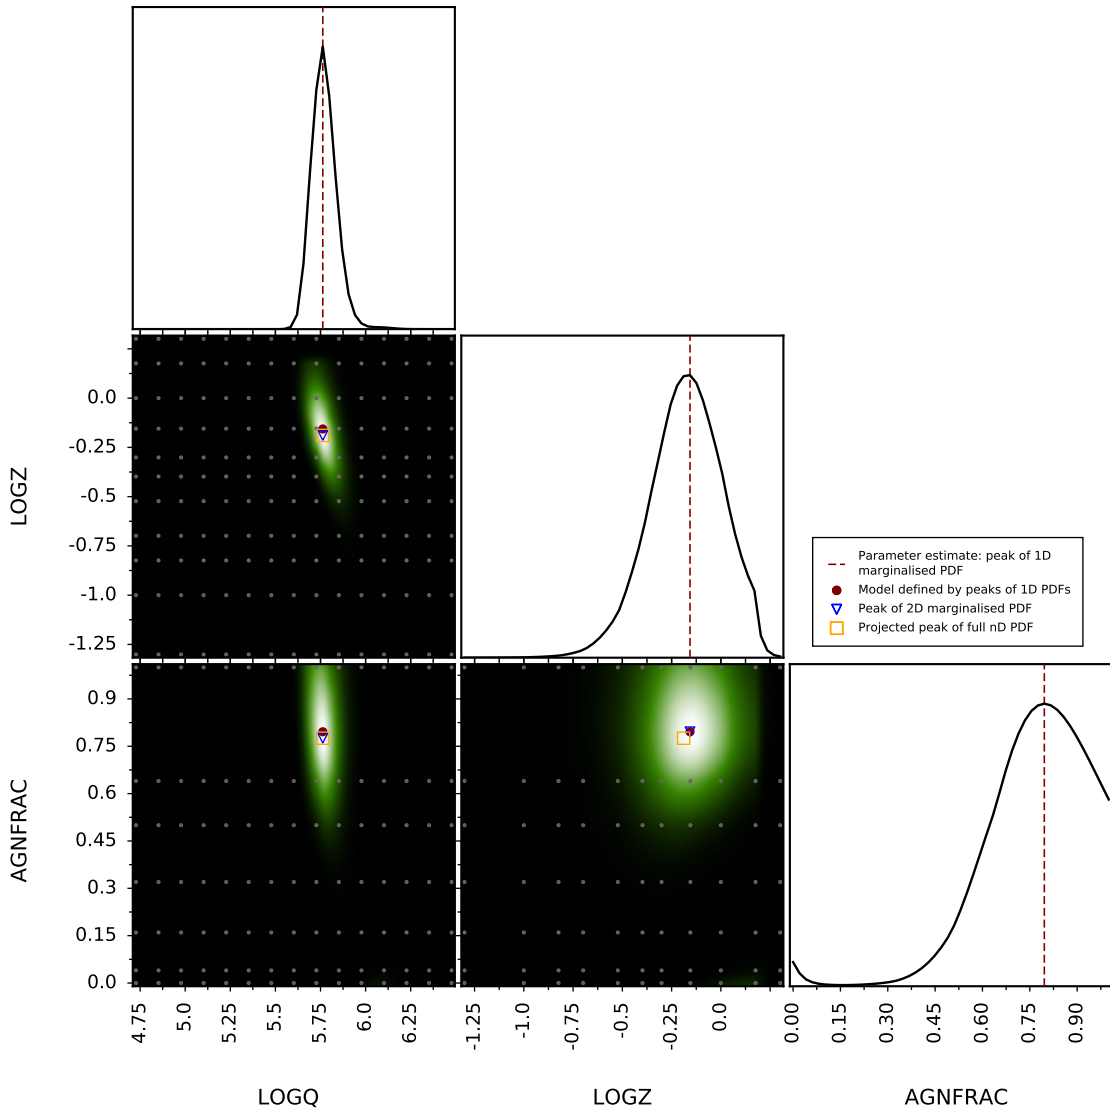 0.0
-0.25
-0.5
-0.75
-1.0
-1.25
LOGZ
Parameter estimate: peak of 1D
marginalised PDF
Model defined by peaks of 1D PDFs
Peak of 2D marginalised PDF
Projected peak of full nD PDF
0.9
0.75
0.6
0.45
0.3
0.15
0.0
AGNFRAC
4.75 5.0 5.25 5.5 5.75 6.0 6.25
-1.25 -1.0 -0.75 -0.5 -0.25 0.0
0.00 0.15 0.30 0.45 0.60 0.75 0.90
LOGQ LOGZ AGNFRAC